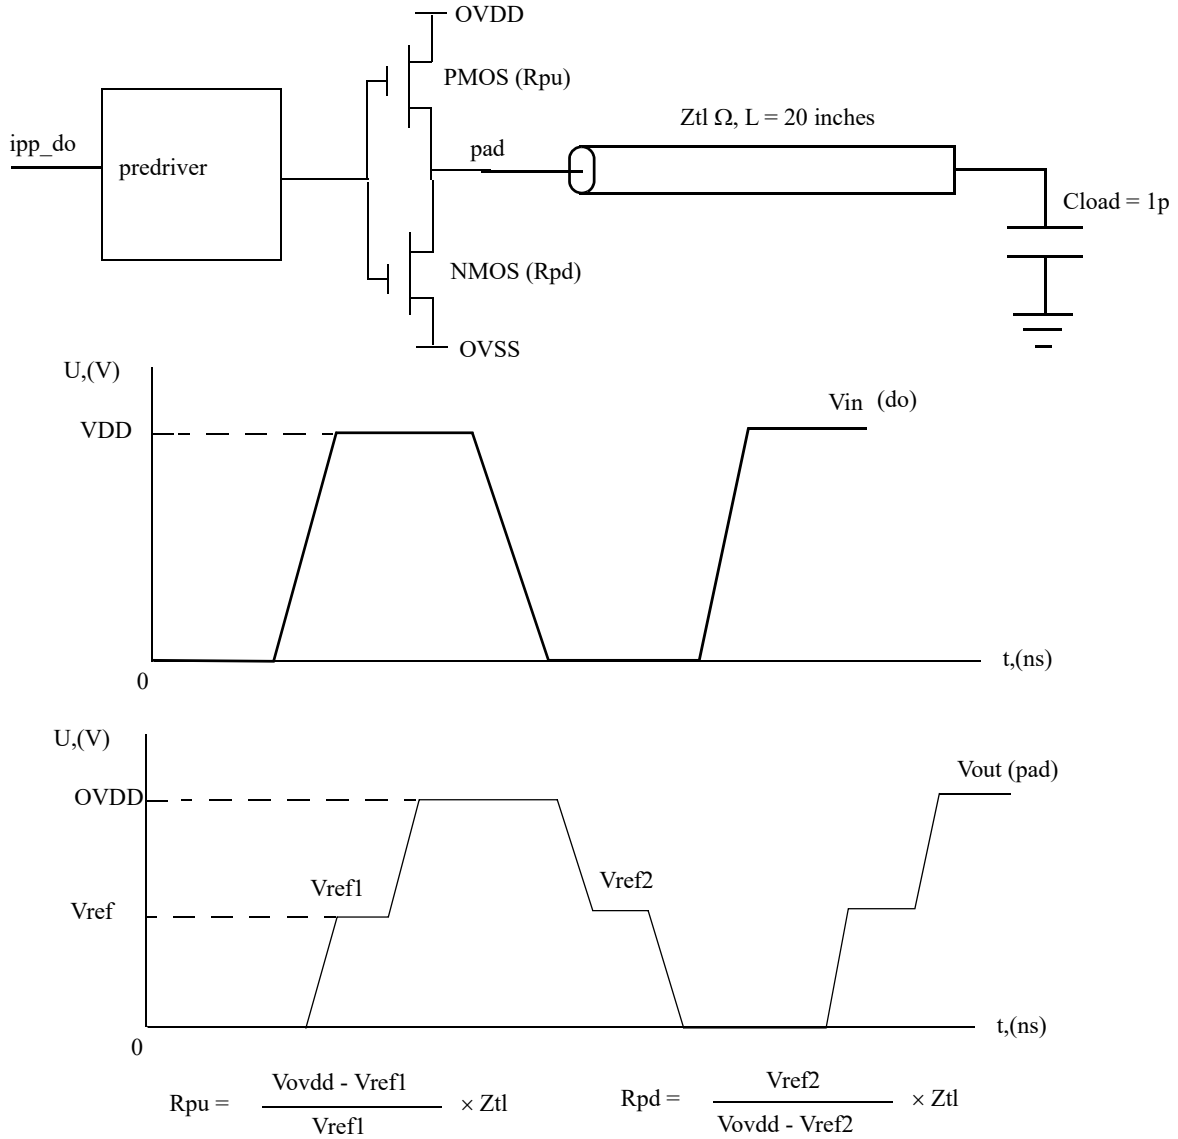 OVDD
PMOS (Rpu)
Ztl Ω, L = 20 inches
ipp_do
predriver
pad
Cload = 1p
NMOS (Rpd)
OVSS
U,(V)
VDD
Vin (do)
t,(ns)
0
U,(V)
Vout (pad)
OVDD
Vref1
Vref2
Vref
t,(ns)
0
Rpu = Vovdd - Vref1 / Vref1 × Ztl
Rpd = Vref2 / Vovdd - Vref2 × Ztl